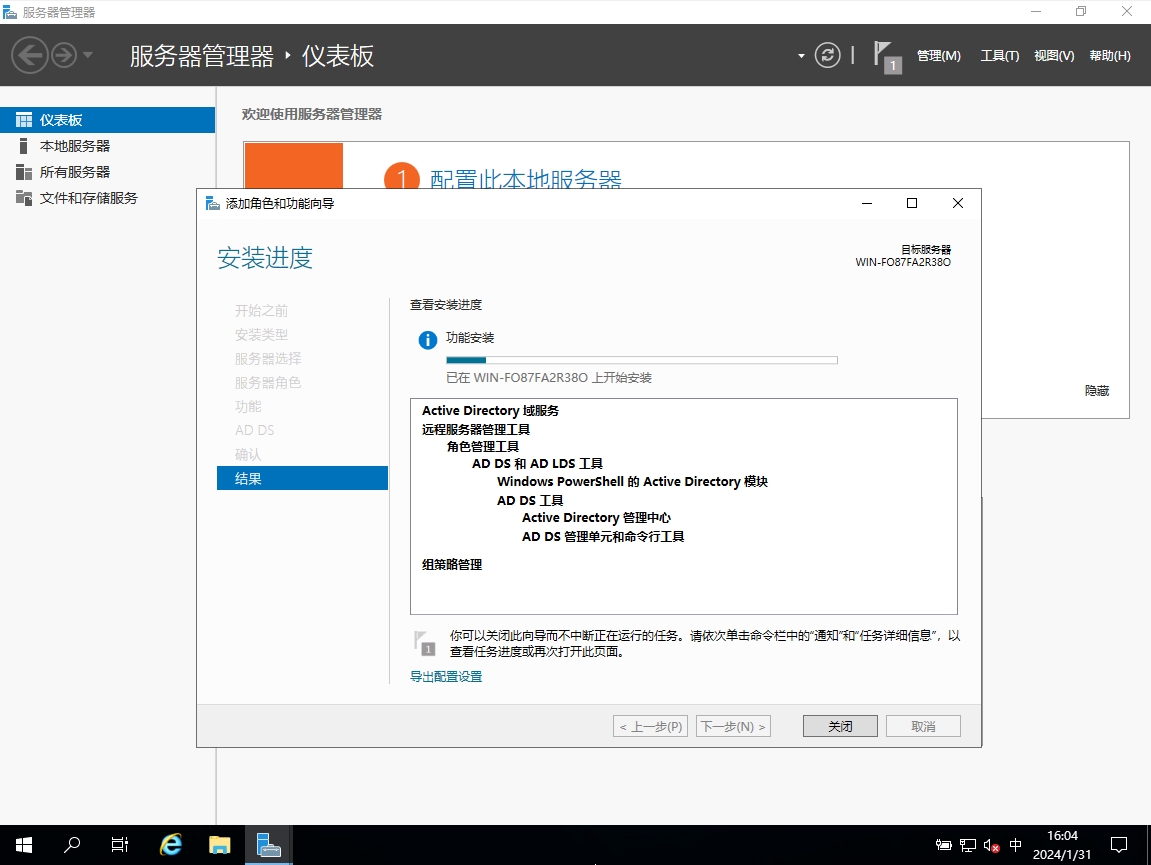 服务器管理器
服务器管理器 仪表板
1
管理(M)
工具(T)
视图(V)
帮助(H)
仪表板
本地服务器
所有服务器
文件和存储服务
欢迎使用服务器管理器
1 配置此本地服务器
隐藏
添加角色和功能向导
安装进度
目标服务器
WIN-FO87FA2R38O
开始之前
安装类型
服务器选择
服务器角色
功能
AD DS
确认
结果
查看安装进度
功能安装
已在 WIN-FO87FA2R38O 上开始安装
Active Directory 域服务
远程服务器管理工具
角色管理工具
AD DS 和 AD LDS 工具
Windows PowerShell 的 Active Directory 模块
AD DS 工具
Active Directory 管理中心
AD DS 管理单元和命令行工具
组策略管理
1
你可以关闭此向导而不中断正在运行的任务。请依次单击命令栏中的“通知”和“任务详细信息”，以
查看任务进度或再次打开此页面。
导出配置设置
< 上一步(P)
下一步(N) >
关闭
取消
中
16:04
2024/1/31